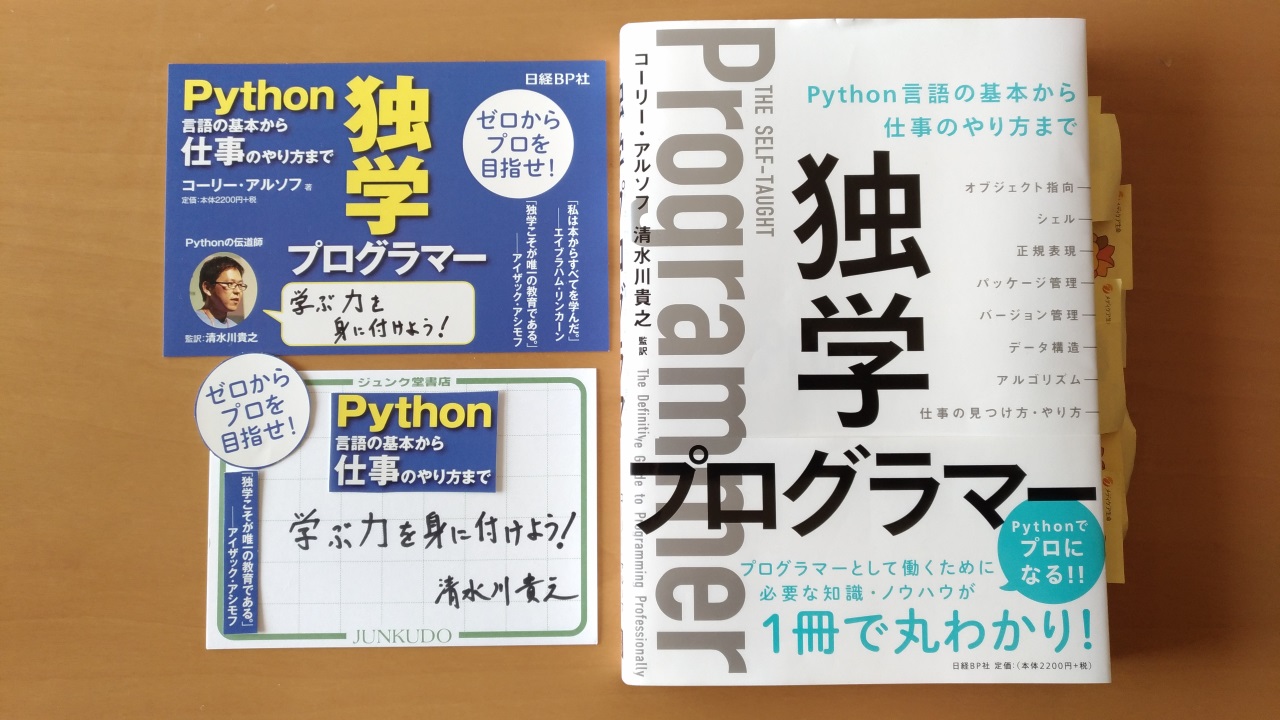 日経BP社
Python
言語の基本から
仕事のやり方まで
コーリー・アルソフ 著
定価:本体2200円+税
独学
プログラマー
ゼロから
プロを
目指せ!
「私は本からすべてを学んだ。」
――エイブラハム・リンカーン
「独学こそが唯一の教育である。」
――アイザック・アシモフ
Pythonの伝道師
監訳:清水川貴之
学ぶ力を
身に付けよう!
ゼロから
プロを
目指せ!
ジュンク堂書店
Python
言語の基本から
仕事のやり方まで
「独学こそが唯一の教育である。」
――アイザック・アシモフ
学ぶ力を身に付けよう!
清水川貴之
JUNKUDO
コーリー・アルソフ 清水川貴之 監訳
THE SELF-TAUGHT
Programmer
The Definitive Guide to Programming Professionally
Python言語の基本から
仕事のやり方まで
独学
プログラマー
オブジェクト指向
シェル
正規表現
パッケージ管理
バージョン管理
データ構造
アルゴリズム
仕事の見つけ方・やり方
Pythonで
プロに
なる!!
プログラマーとして働くために
必要な知識・ノウハウが
1冊で丸わかり!
日経BP社 定価:(本体2200円+税)